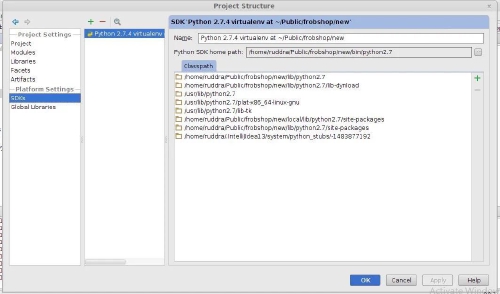 Project Structure
Project Settings
Project
Modules
Libraries
Facets
Artifacts
Platform Settings
SDKs
Global Libraries
Python 2.7.4 virtualenv at ~/Public/frobshop/new
SDK 'Python 2.7.4 virtualenv at ~/Public/frobshop/new'
Name: Python 2.7.4 virtualenv at ~/Public/frobshop/new
Python SDK home path: /home/ruddra/Public/frobshop/new/bin/python2.7
Classpath
/home/ruddra/Public/frobshop/new/lib/python2.7
/home/ruddra/Public/frobshop/new/lib/python2.7/lib-dynload
/usr/lib/python2.7
/usr/lib/python2.7/plat-x86_64-linux-gnu
/usr/lib/python2.7/lib-tk
/home/ruddra/Public/frobshop/new/local/lib/python2.7/site-packages
/home/ruddra/Public/frobshop/new/lib/python2.7/site-packages
/home/ruddra/.IntelliJIdea13/system/python_stubs/-1483877192
OK Cancel Apply Help
Activate Windows